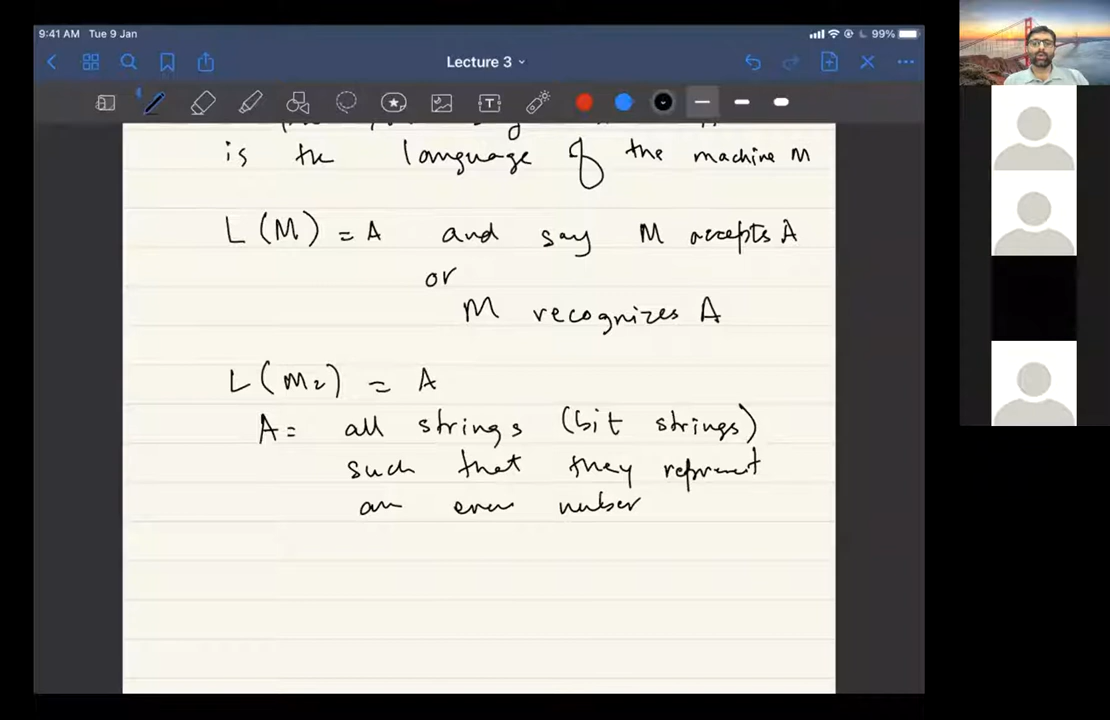 9:41 AM Tue 9 Jan
99%
Lecture 3
is the language of the machine M
L(M) = A and say M accepts A
or
M recognizes A
L(M₂) = A
A = all strings (bit strings)
such that they represent
an even number